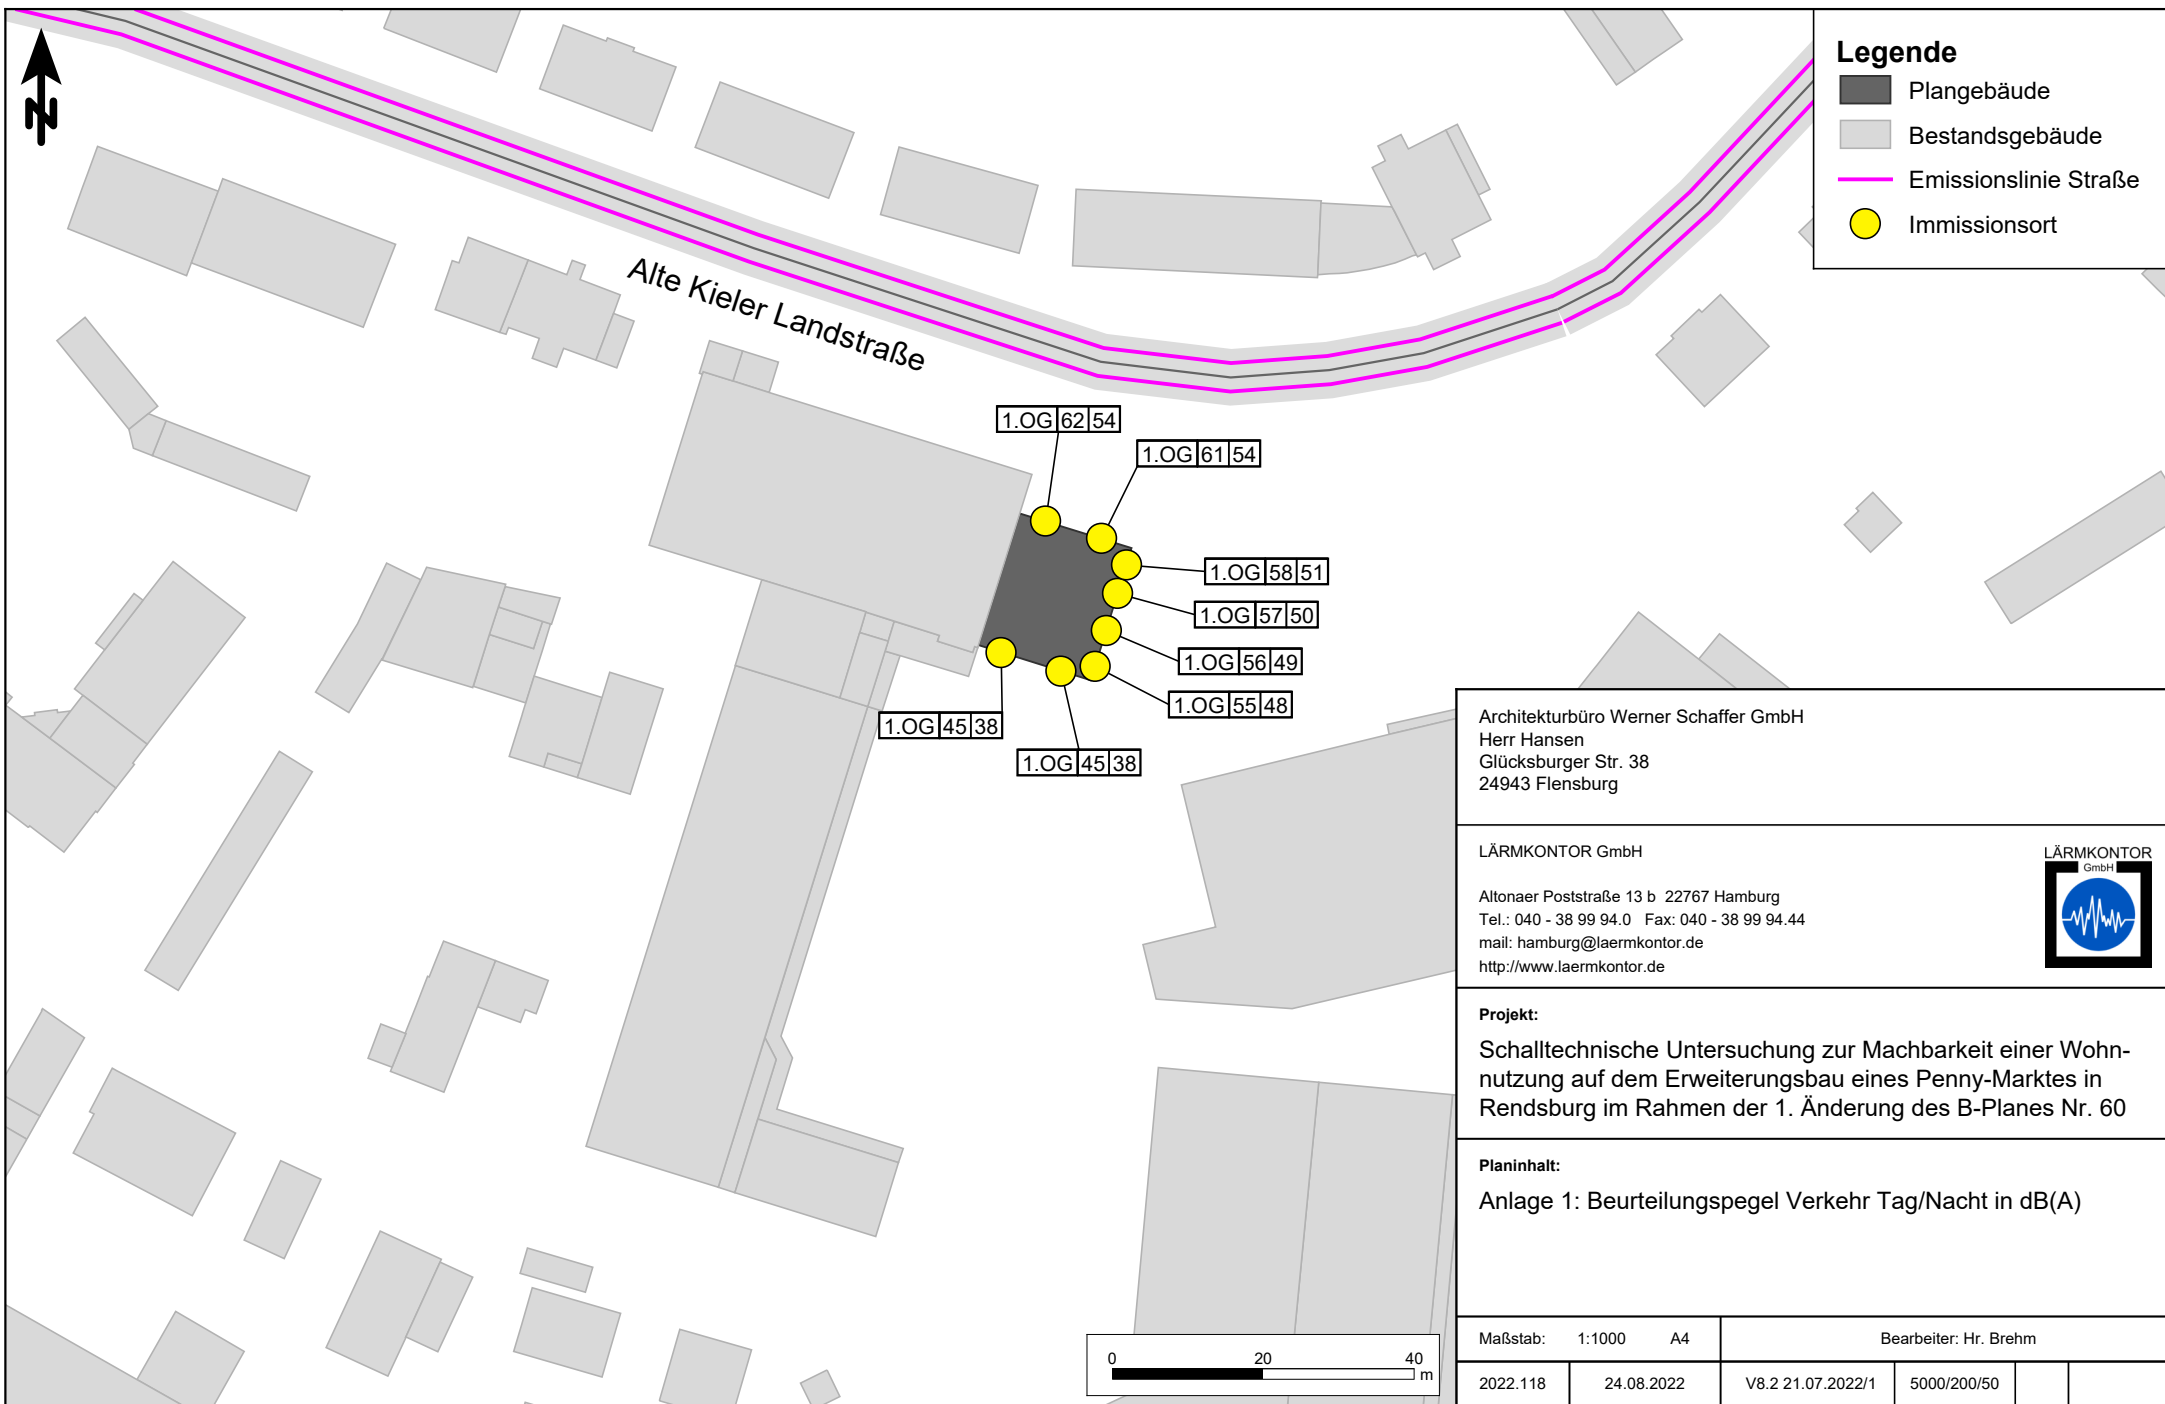 N
Legende
Plangebäude
Bestandsgebäude
Emissionslinie Straße
Immissionsort
Alte Kieler Landstraße
1.OG 62 54
1.OG 61 54
1.OG 58 51
1.OG 57 50
1.OG 56 49
1.OG 55 48
1.OG 45 38
1.OG 45 38
Architekturbüro Werner Schaffer GmbH
Herr Hansen
Glücksburger Str. 38
24943 Flensburg
LÄRMKONTOR GmbH
Altonaer Poststraße 13 b 22767 Hamburg
Tel.: 040 - 38 99 94.0 Fax: 040 - 38 99 94.44
mail: hamburg@laermkontor.de
http://www.laermkontor.de
LÄRMKONTOR
GmbH
Projekt:
Schalltechnische Untersuchung zur Machbarkeit einer Wohn-
nutzung auf dem Erweiterungsbau eines Penny-Marktes in
Rendsburg im Rahmen der 1. Änderung des B-Planes Nr. 60
Planinhalt:
Anlage 1: Beurteilungspegel Verkehr Tag/Nacht in dB(A)
0 20 40
m
Maßstab: 1:1000 A4 Bearbeiter: Hr. Brehm
2022.118 24.08.2022 V8.2 21.07.2022/1 5000/200/50